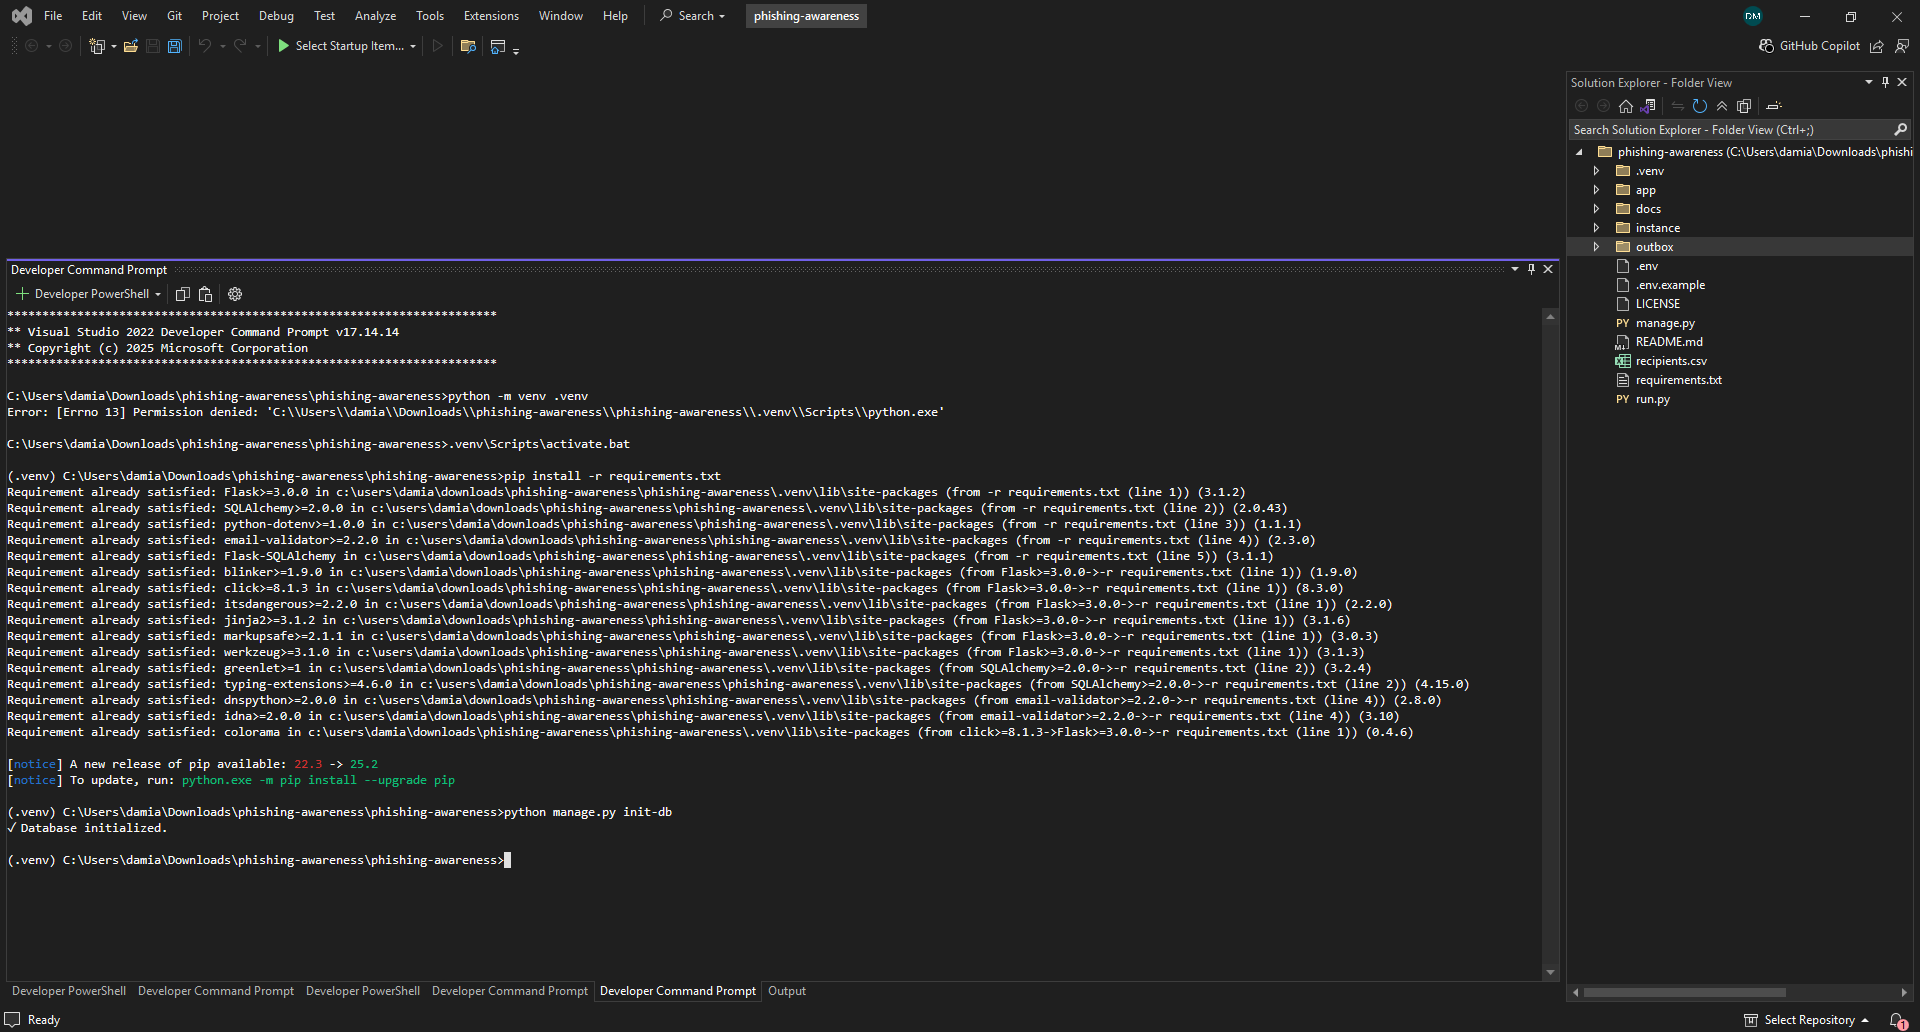 File Edit View Git Project Debug Test Analyze Tools Extensions Window Help Search phishing-awareness DM
Select Startup Item... GitHub Copilot
Solution Explorer - Folder View
Search Solution Explorer - Folder View (Ctrl+;)
phishing-awareness (C:\Users\damia\Downloads\phishi
.venv
app
docs
instance
outbox
.env
.env.example
LICENSE
PY manage.py
README.md
recipients.csv
requirements.txt
PY run.py
Developer Command Prompt
Developer PowerShell
**********************************************************************
** Visual Studio 2022 Developer Command Prompt v17.14.14
** Copyright (c) 2025 Microsoft Corporation
**********************************************************************
C:\Users\damia\Downloads\phishing-awareness\phishing-awareness>python -m venv .venv
Error: [Errno 13] Permission denied: 'C:\\Users\\damia\\Downloads\\phishing-awareness\\phishing-awareness\\.venv\\Scripts\\python.exe'
C:\Users\damia\Downloads\phishing-awareness\phishing-awareness>.venv\Scripts\activate.bat
(.venv) C:\Users\damia\Downloads\phishing-awareness\phishing-awareness>pip install -r requirements.txt
Requirement already satisfied: Flask>=3.0.0 in c:\users\damia\downloads\phishing-awareness\phishing-awareness\.venv\lib\site-packages (from -r requirements.txt (line 1)) (3.1.2)
Requirement already satisfied: SQLAlchemy>=2.0.0 in c:\users\damia\downloads\phishing-awareness\phishing-awareness\.venv\lib\site-packages (from -r requirements.txt (line 2)) (2.0.43)
Requirement already satisfied: python-dotenv>=1.0.0 in c:\users\damia\downloads\phishing-awareness\phishing-awareness\.venv\lib\site-packages (from -r requirements.txt (line 3)) (1.1.1)
Requirement already satisfied: email-validator>=2.2.0 in c:\users\damia\downloads\phishing-awareness\phishing-awareness\.venv\lib\site-packages (from -r requirements.txt (line 4)) (2.3.0)
Requirement already satisfied: Flask-SQLAlchemy in c:\users\damia\downloads\phishing-awareness\phishing-awareness\.venv\lib\site-packages (from -r requirements.txt (line 5)) (3.1.1)
Requirement already satisfied: blinker>=1.9.0 in c:\users\damia\downloads\phishing-awareness\phishing-awareness\.venv\lib\site-packages (from Flask>=3.0.0->-r requirements.txt (line 1)) (1.9.0)
Requirement already satisfied: click>=8.1.3 in c:\users\damia\downloads\phishing-awareness\phishing-awareness\.venv\lib\site-packages (from Flask>=3.0.0->-r requirements.txt (line 1)) (8.3.0)
Requirement already satisfied: itsdangerous>=2.2.0 in c:\users\damia\downloads\phishing-awareness\phishing-awareness\.venv\lib\site-packages (from Flask>=3.0.0->-r requirements.txt (line 1)) (2.2.0)
Requirement already satisfied: jinja2>=3.1.2 in c:\users\damia\downloads\phishing-awareness\phishing-awareness\.venv\lib\site-packages (from Flask>=3.0.0->-r requirements.txt (line 1)) (3.1.6)
Requirement already satisfied: markupsafe>=2.1.1 in c:\users\damia\downloads\phishing-awareness\phishing-awareness\.venv\lib\site-packages (from Flask>=3.0.0->-r requirements.txt (line 1)) (3.0.3)
Requirement already satisfied: werkzeug>=3.1.0 in c:\users\damia\downloads\phishing-awareness\phishing-awareness\.venv\lib\site-packages (from Flask>=3.0.0->-r requirements.txt (line 1)) (3.1.3)
Requirement already satisfied: greenlet>=1 in c:\users\damia\downloads\phishing-awareness\phishing-awareness\.venv\lib\site-packages (from SQLAlchemy>=2.0.0->-r requirements.txt (line 2)) (3.2.4)
Requirement already satisfied: typing-extensions>=4.6.0 in c:\users\damia\downloads\phishing-awareness\phishing-awareness\.venv\lib\site-packages (from SQLAlchemy>=2.0.0->-r requirements.txt (line 2)) (4.15.0)
Requirement already satisfied: dnspython>=2.0.0 in c:\users\damia\downloads\phishing-awareness\phishing-awareness\.venv\lib\site-packages (from email-validator>=2.2.0->-r requirements.txt (line 4)) (2.8.0)
Requirement already satisfied: idna>=2.0.0 in c:\users\damia\downloads\phishing-awareness\phishing-awareness\.venv\lib\site-packages (from email-validator>=2.2.0->-r requirements.txt (line 4)) (3.10)
Requirement already satisfied: colorama in c:\users\damia\downloads\phishing-awareness\phishing-awareness\.venv\lib\site-packages (from click>=8.1.3->Flask>=3.0.0->-r requirements.txt (line 1)) (0.4.6)
[notice] A new release of pip available: 22.3 -> 25.2
[notice] To update, run: python.exe -m pip install --upgrade pip
(.venv) C:\Users\damia\Downloads\phishing-awareness\phishing-awareness>python manage.py init-db
✓ Database initialized.
(.venv) C:\Users\damia\Downloads\phishing-awareness\phishing-awareness>
Developer PowerShell Developer Command Prompt Developer PowerShell Developer Command Prompt Developer Command Prompt Output
Ready Select Repository 1